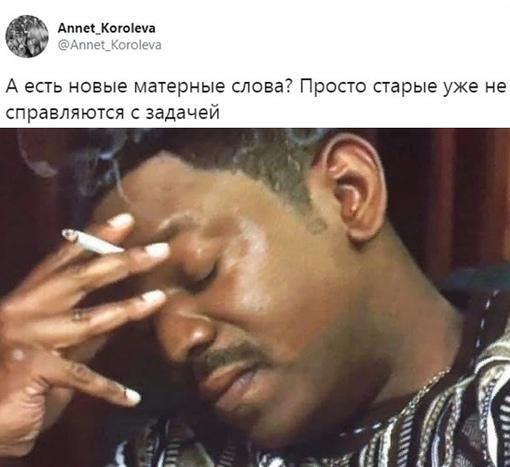 Annet_Koroleva
@Annet_Koroleva
А есть новые матерные слова? Просто старые уже не
справляются с задачей